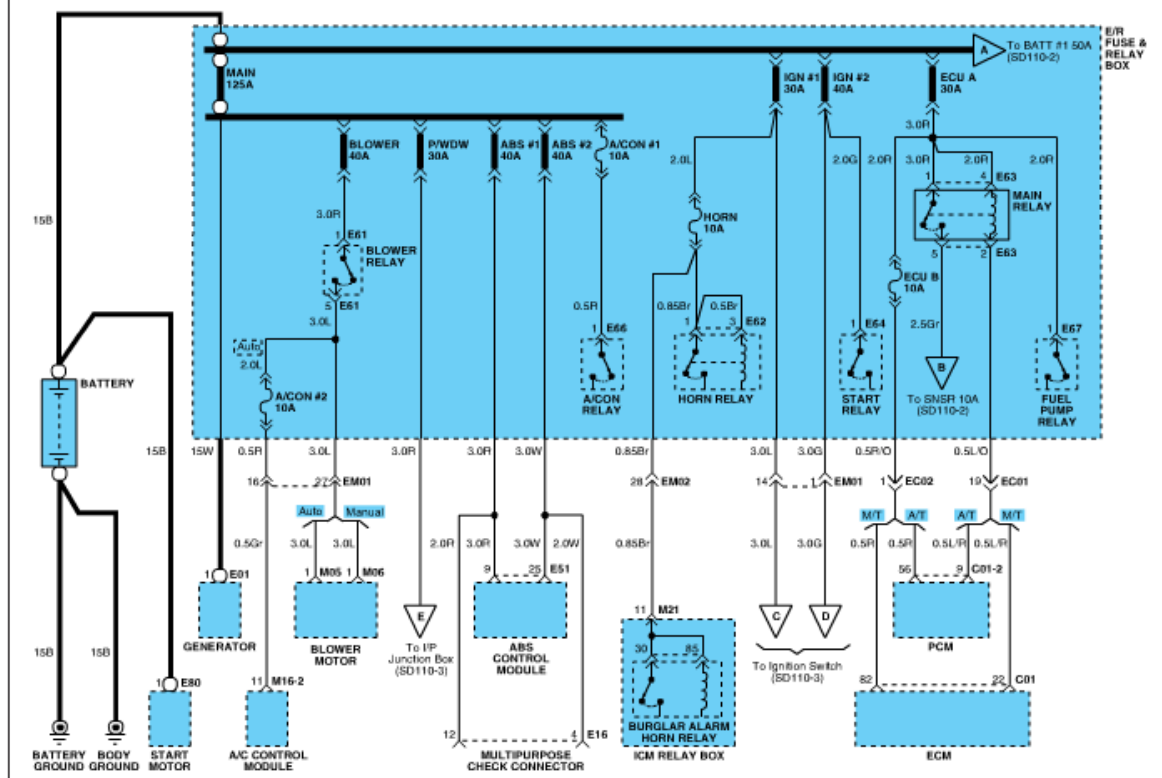 E/R
FUSE &
RELAY
BOX
A
To BATT #1 50A
(SD110-2)
MAIN
125A
IGN #1
30A
IGN #2
40A
ECU A
30A
BLOWER
40A
P/WDW
30A
ABS #1
40A
ABS #2
40A
A/CON #1
10A
3.0R
2.0L
2.0G
2.0R
3.0R
2.0R
2.0R
1
4
E63
MAIN
RELAY
15B
3.0R
HORN
10A
1
E61
BLOWER
RELAY
5
2
E63
5
E61
ECU B
10A
3.0L
0.5R
0.85Br
0.5Br
2.5Gr
1
E66
1
3
E62
1
E64
1
E67
Auto
2.0L
B
BATTERY
A/CON #2
10A
A/CON
RELAY
HORN RELAY
START
RELAY
To SNSR 10A
(SD110-2)
FUEL
PUMP
RELAY
15B
15W
0.5R
3.0L
3.0R
3.0R
3.0W
0.85Br
3.0L
3.0G
0.5R/O
0.5L/O
16
27
EM01
28
EM02
14
1
EM01
1
EC02
19
EC01
Auto
Manual
M/T
A/T
A/T
M/T
0.5Gr
3.0L
3.0L
2.0R
3.0R
3.0W
2.0W
0.85Br
3.0L
3.0G
0.5R
0.5R
0.5L/R
0.5L/R
1
E01
1
M05
1
M06
9
25
E51
56
9
C01-2
E
C
D
11
M21
GENERATOR
BLOWER
MOTOR
To I/P
Junction Box
(SD110-3)
ABS
CONTROL
MODULE
30
85
To Ignition Switch
(SD110-3)
PCM
15B
15B
1
E80
11
M16-2
82
22
C01
BURGLAR ALARM
HORN RELAY
12
4
E16
BATTERY
GROUND
BODY
GROUND
START
MOTOR
A/C CONTROL
MODULE
MULTIPURPOSE
CHECK CONNECTOR
ICM RELAY BOX
ECM